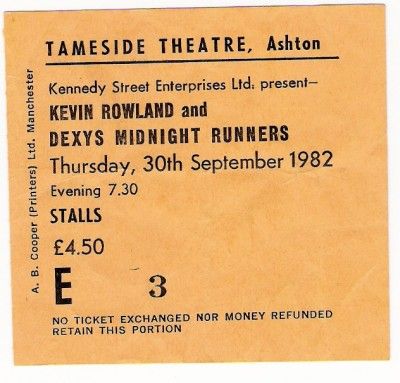 TAMESIDE THEATRE, Ashton
Kennedy Street Enterprises Ltd. present—
KEVIN ROWLAND and
DEXYS MIDNIGHT RUNNERS
Thursday, 30th September 1982
Evening 7.30
STALLS
£4.50
E 3
NO TICKET EXCHANGED NOR MONEY REFUNDED
RETAIN THIS PORTION
A. B. Cooper (Printers) Ltd. Manchester